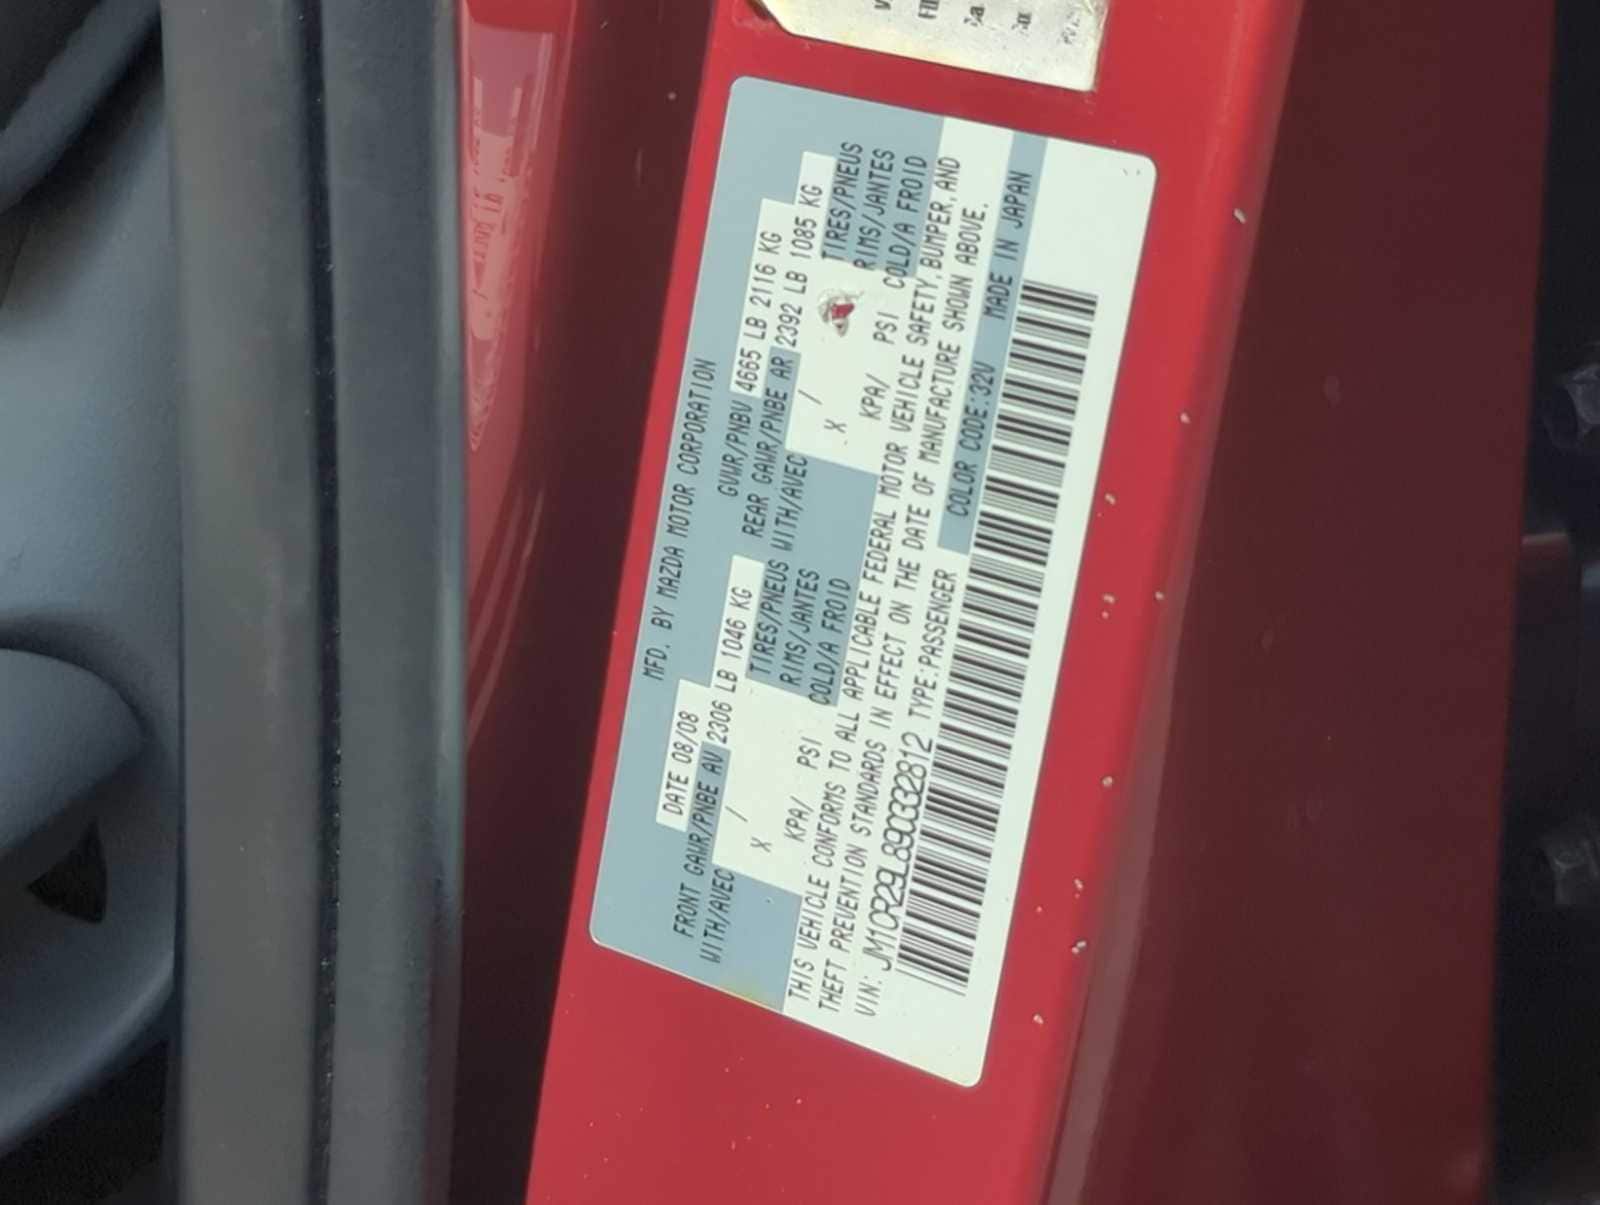 MFD. BY MAZDA MOTOR CORPORATION
DATE 08/08 GVWR/PNBV 4665 LB 2116 KG
FRONT GAWR/PNBE AV 2306 LB 1046 KG REAR GAWR/PNBE AR 2392 LB 1085 KG
WITH/AVEC / TIRES/PNEUS WITH/AVEC / TIRES/PNEUS
X RIMS/JANTES X RIMS/JANTES
KPA/ PSI COLD/A FROID KPA/ PSI COLD/A FROID
THIS VEHICLE CONFORMS TO ALL APPLICABLE FEDERAL MOTOR VEHICLE SAFETY, BUMPER, AND
THEFT PREVENTION STANDARDS IN EFFECT ON THE DATE OF MANUFACTURE SHOWN ABOVE.
VIN: JM1CR29L890332812 TYPE:PASSENGER COLOR CODE:32V MADE IN JAPAN